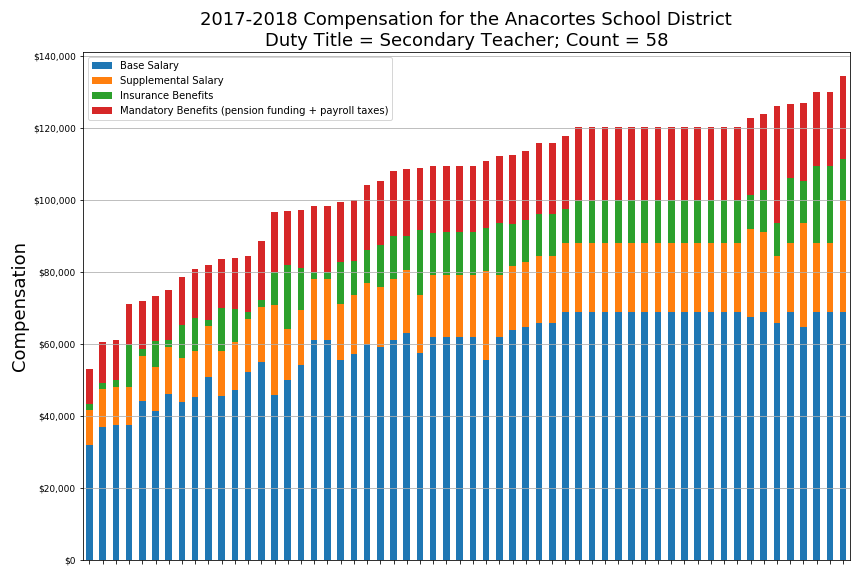 2017-2018 Compensation for the Anacortes School District
Duty Title = Secondary Teacher; Count = 58
$140,000
Base Salary
Supplemental Salary
Insurance Benefits
Mandatory Benefits (pension funding + payroll taxes)
$120,000
$100,000
$80,000
$60,000
$40,000
$20,000
$0
Compensation